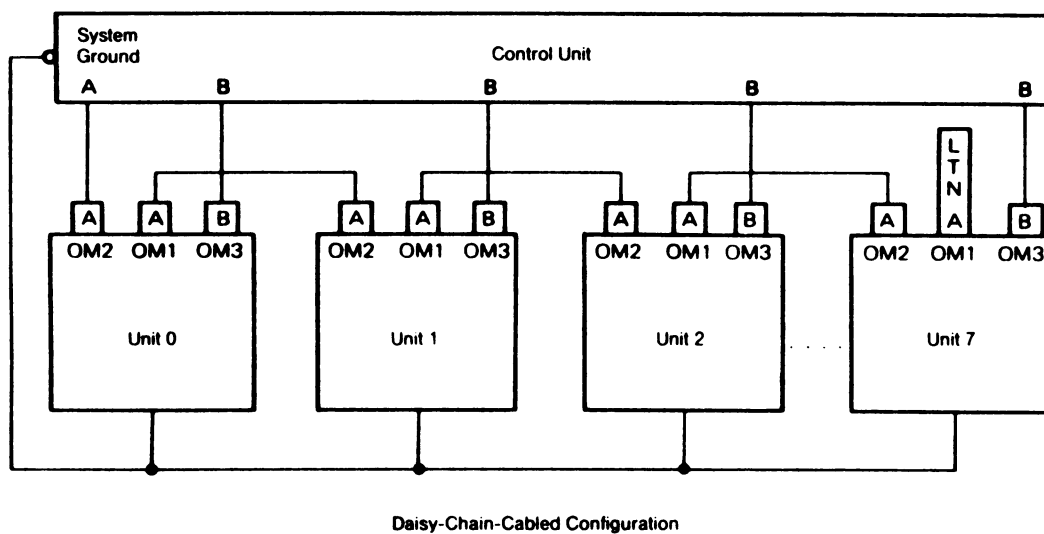 System
Ground
Control Unit
A B B B B
L
T
N
A
A A B A A B A A B A B
OM2 OM1 OM3 OM2 OM1 OM3 OM2 OM1 OM3 OM2 OM1 OM3
Unit 0 Unit 1 Unit 2 . . . . . Unit 7
Daisy-Chain-Cabled Configuration